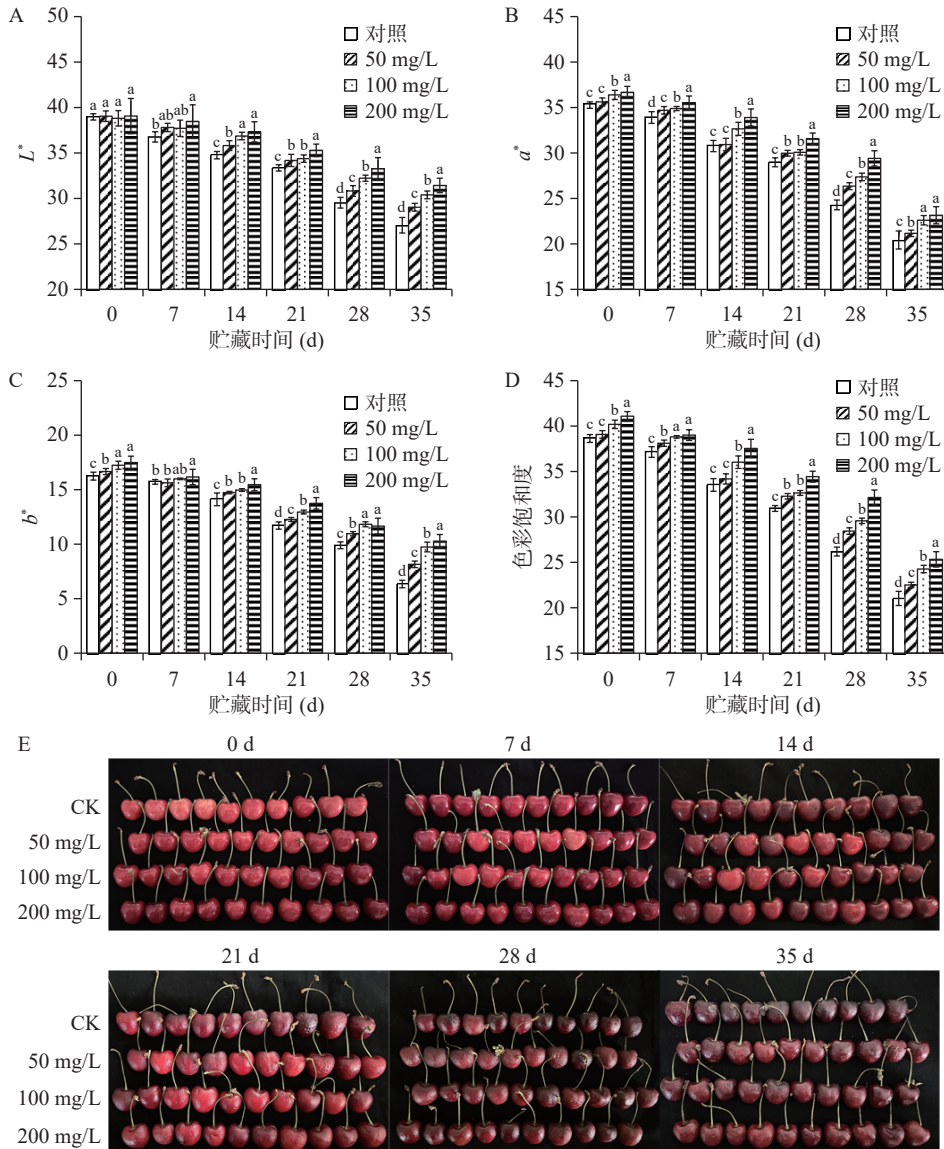 A
50
45
40
35
30
25
20
L*
对照
50 mg/L
100 mg/L
200 mg/L
a a a a
b ab ab a
c b a a
c b b a
d c b a
d c b a
0 7 14 21 28 35
贮藏时间 (d)
B
45
40
35
30
25
20
15
a*
对照
50 mg/L
100 mg/L
200 mg/L
c c b a
d c b a
c c b a
c b b a
d c b a
c b a a
0 7 14 21 28 35
贮藏时间 (d)
C
25
20
15
10
5
0
b*
对照
50 mg/L
100 mg/L
200 mg/L
c b a a
b b ab a
c b b a
d c b a
c b a a
d c b a
0 7 14 21 28 35
贮藏时间 (d)
D
45
40
35
30
25
20
15
色彩饱和度
对照
50 mg/L
100 mg/L
200 mg/L
c c b a
c b a a
c c b a
c b b a
d c b a
d c b a
0 7 14 21 28 35
贮藏时间 (d)
E
0 d 7 d 14 d
CK
50 mg/L
100 mg/L
200 mg/L
21 d 28 d 35 d
CK
50 mg/L
100 mg/L
200 mg/L